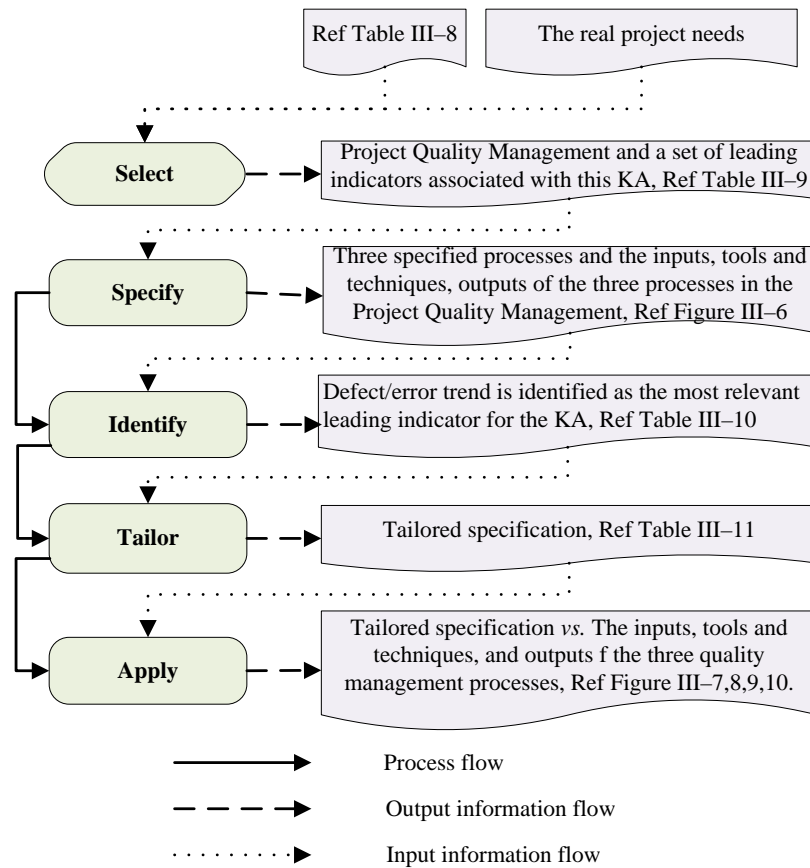 Ref Table III–8
The real project needs
Select
Project Quality Management and a set of leading
indicators associated with this KA, Ref Table III–9
Specify
Three specified processes and the inputs, tools and
techniques, outputs of the three processes in the
Project Quality Management, Ref Figure III–6
Identify
Defect/error trend is identified as the most relevant
leading indicator for the KA, Ref Table III–10
Tailor
Tailored specification, Ref Table III–11
Apply
Tailored specification vs. The inputs, tools and
techniques, and outputs f the three quality
management processes, Ref Figure III–7,8,9,10.
Process flow
Output information flow
Input information flow